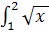 ∫₁² √x